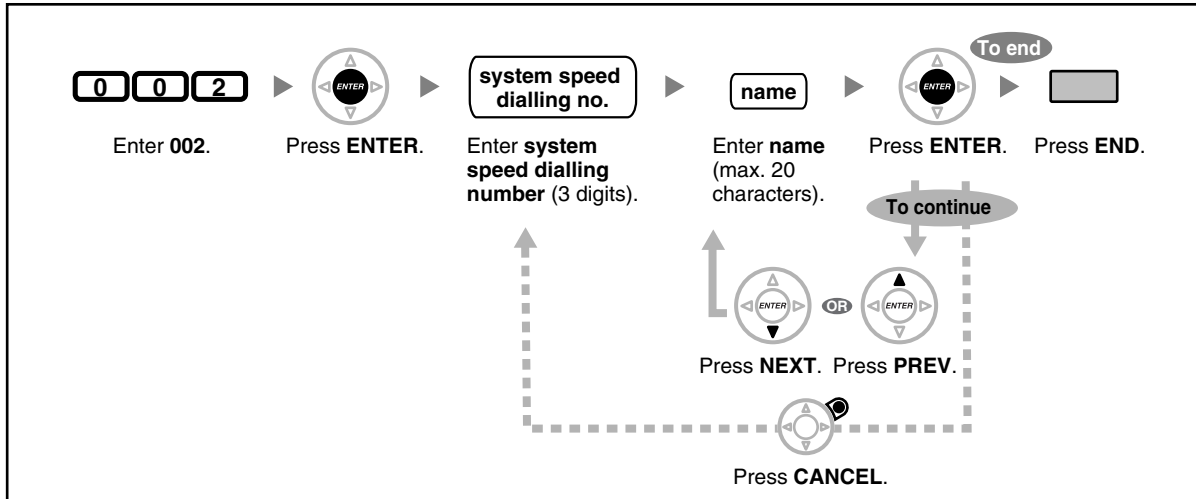 To end
0 0 2
ENTER
system speed
dialling no.
name
ENTER
Enter 002.
Press ENTER.
Enter system
speed dialling
number (3 digits).
Enter name
(max. 20
characters).
Press ENTER.
Press END.
To continue
ENTER
OR
ENTER
Press NEXT.
Press PREV.
Press CANCEL.